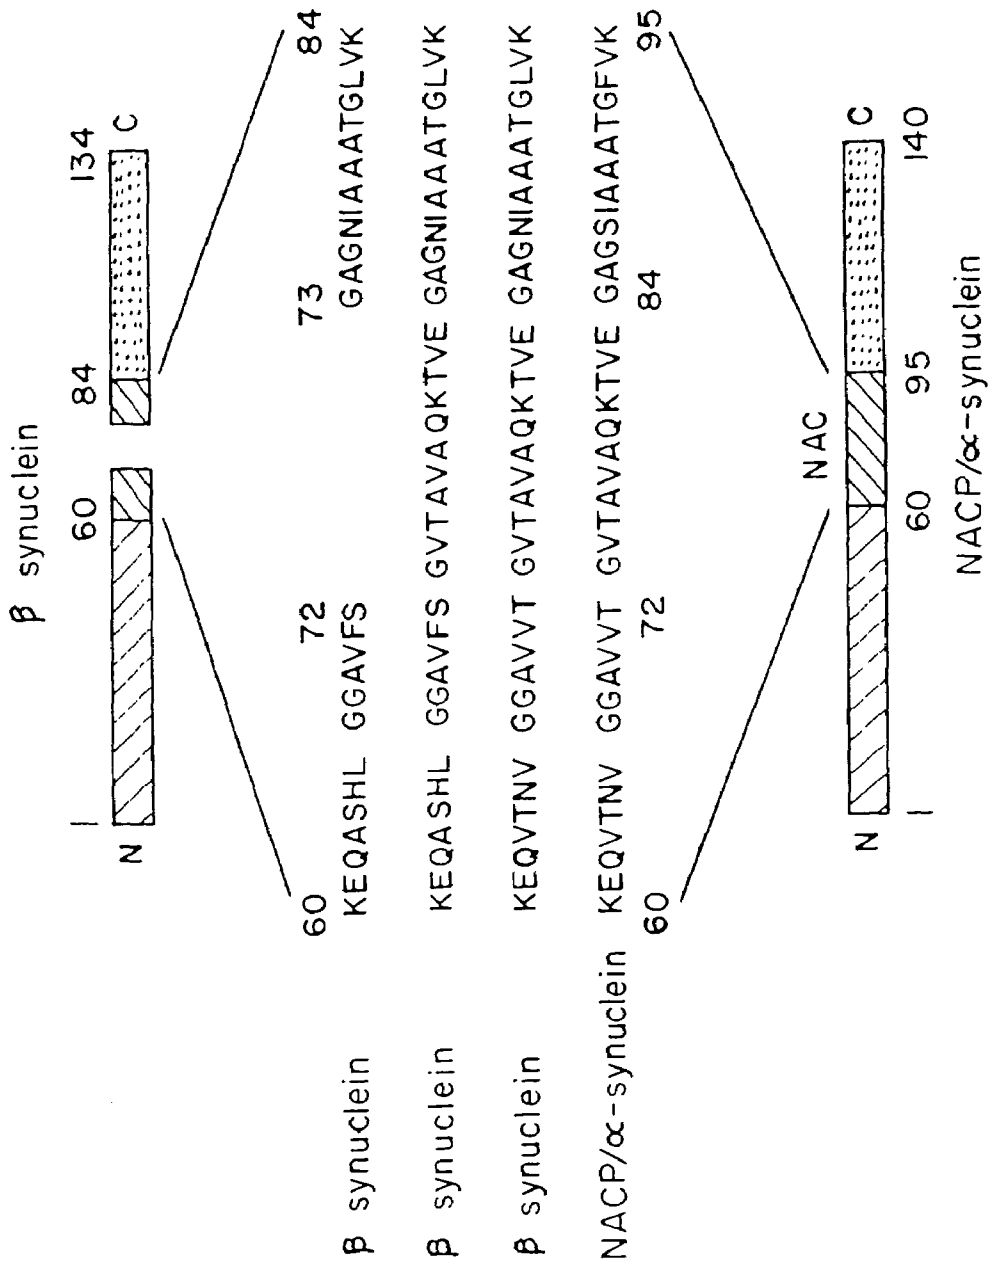 β synuclein
1 60 84 134
N C
60 72 73 84
β synuclein KEQASHL GGAVFS GAGNIAAATGLVK
β synuclein KEQASHL GGAVFS GVTAVAQKTVE GAGNIAAATGLVK
β synuclein KEQVTNV GGAVVT GVTAVAQKTVE GAGNIAAATGLVK
NACP/α-synuclein KEQVTNV GGAVVT GVTAVAQKTVE GAGSIAAATGFVK
60 72 84 95
NAC
N C
1 60 95 140
NACP/α-synuclein